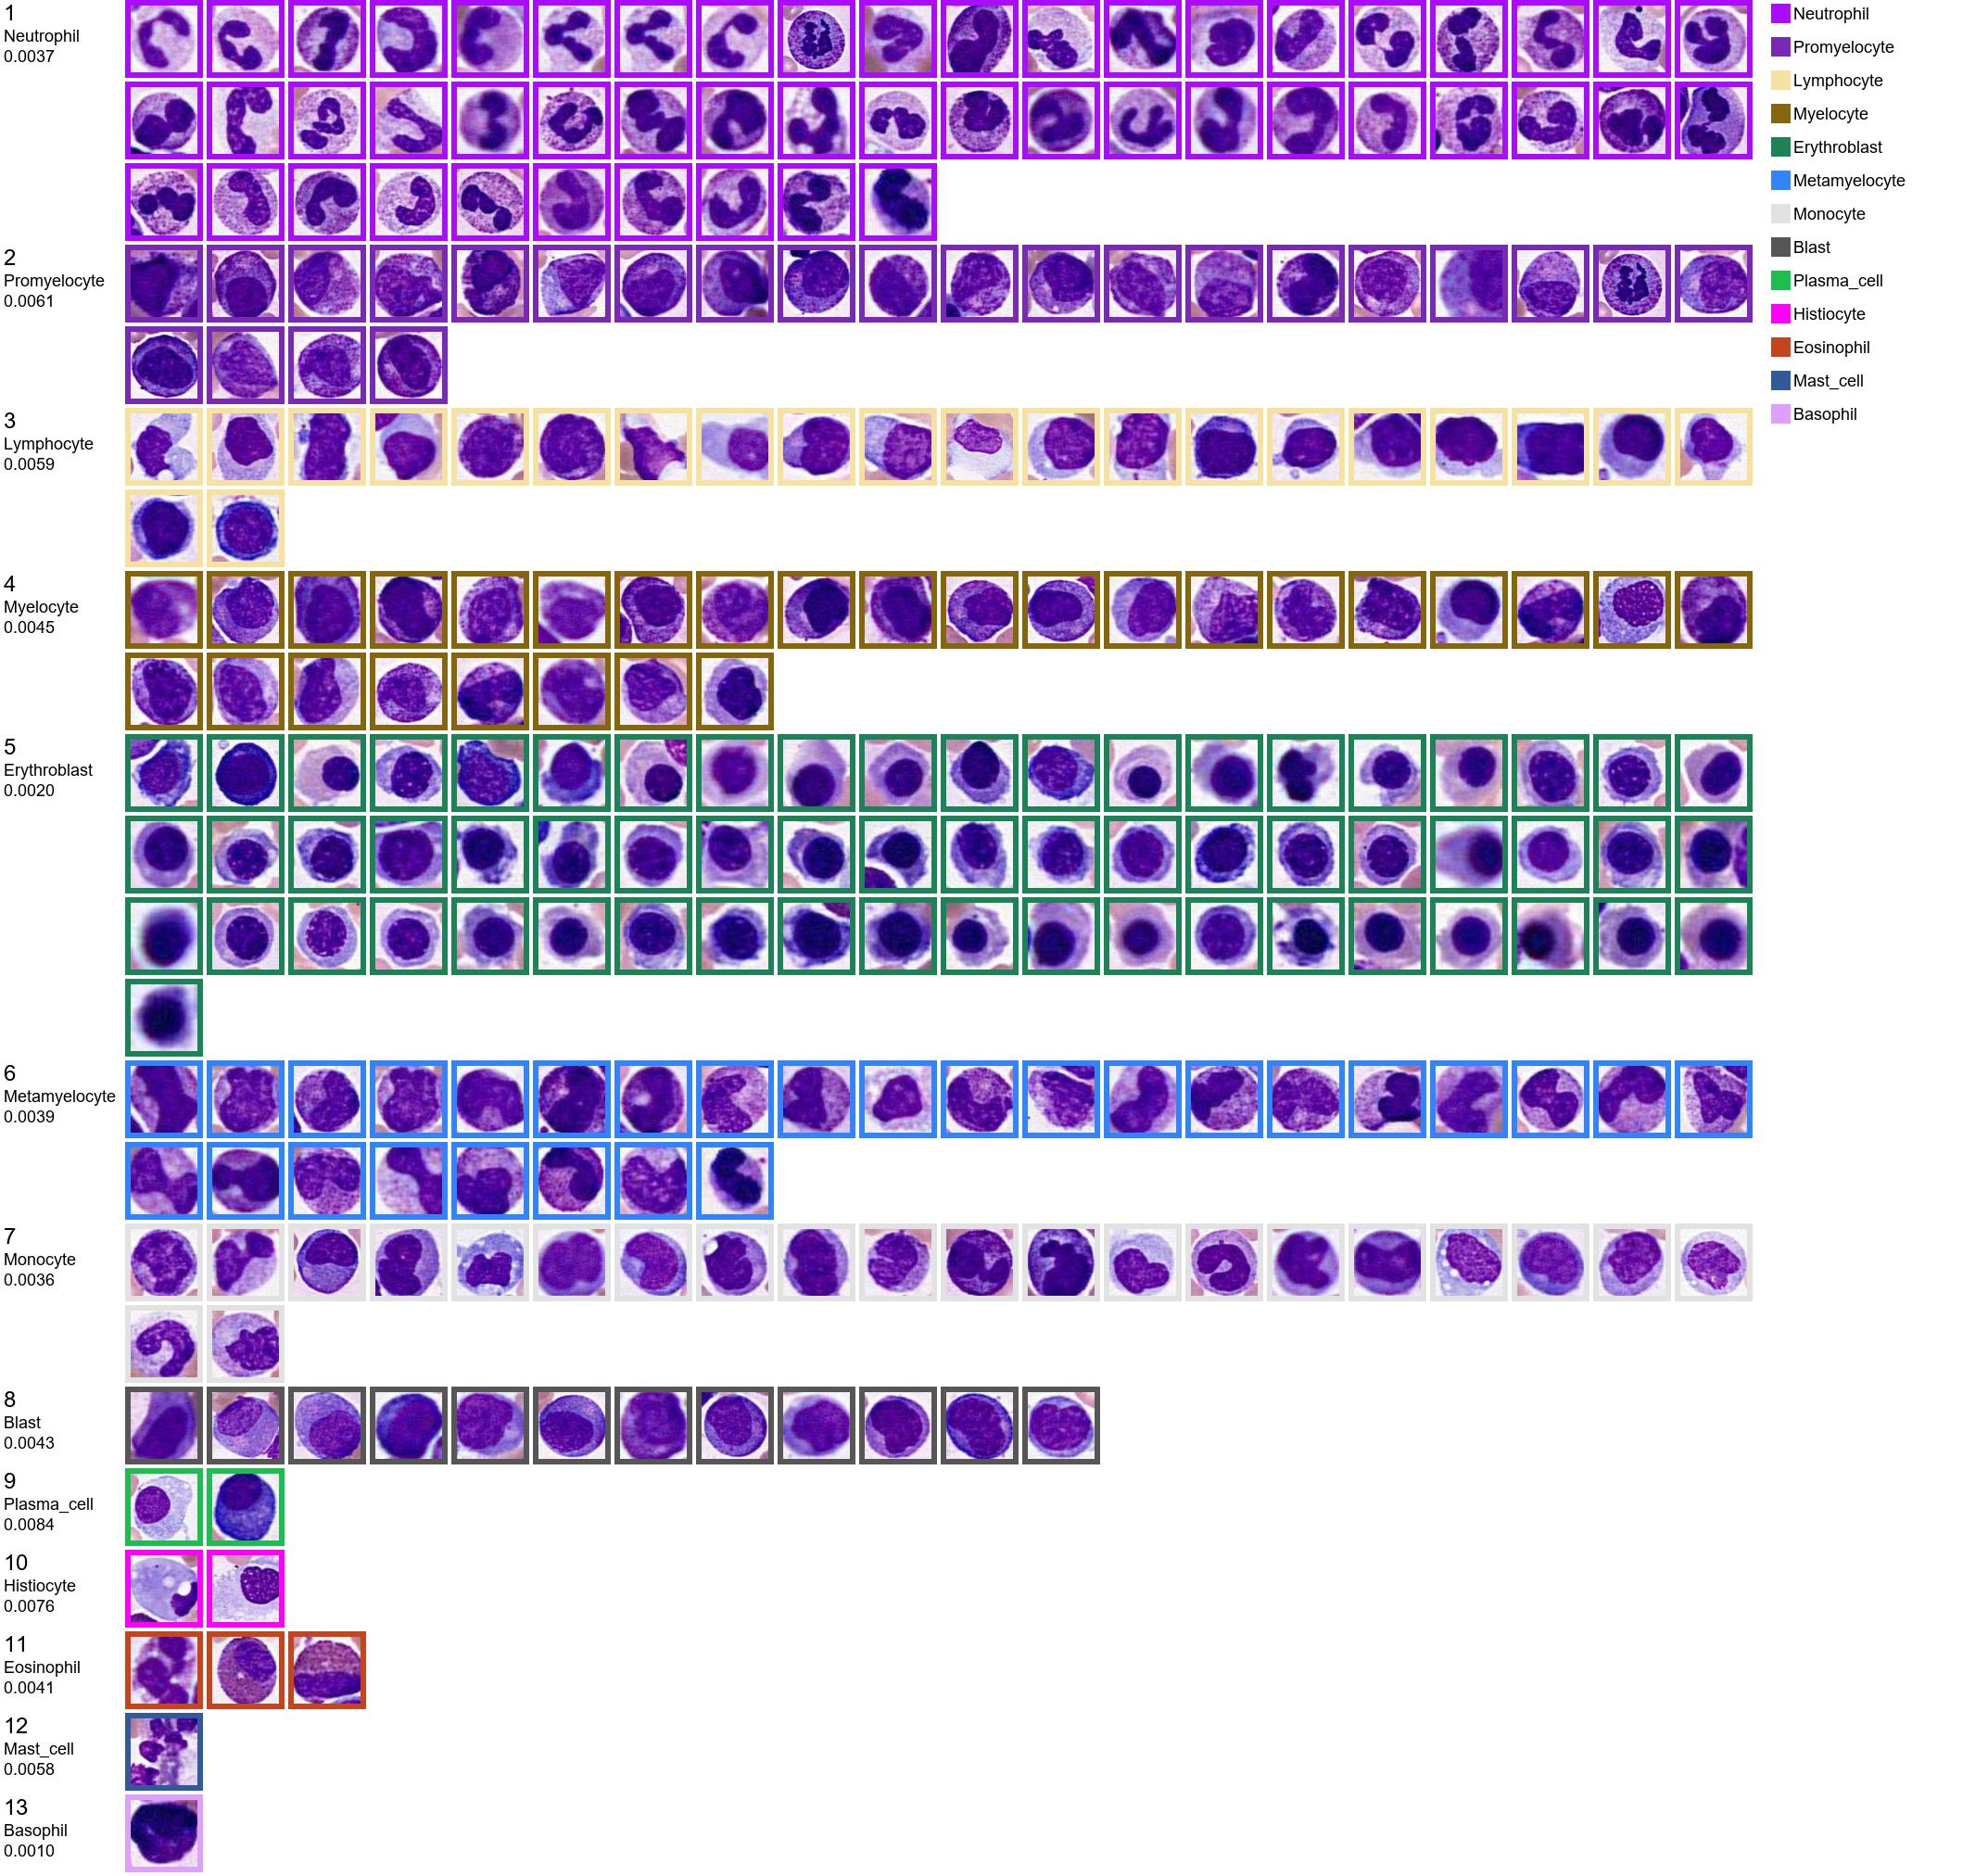 1
Neutrophil
0.0037
2
Promyelocyte
0.0061
3
Lymphocyte
0.0059
4
Myelocyte
0.0045
5
Erythroblast
0.0020
6
Metamyelocyte
0.0039
7
Monocyte
0.0036
8
Blast
0.0043
9
Plasma_cell
0.0084
10
Histiocyte
0.0076
11
Eosinophil
0.0041
12
Mast_cell
0.0058
13
Basophil
0.0010
Neutrophil
Promyelocyte
Lymphocyte
Myelocyte
Erythroblast
Metamyelocyte
Monocyte
Blast
Plasma_cell
Histiocyte
Eosinophil
Mast_cell
Basophil